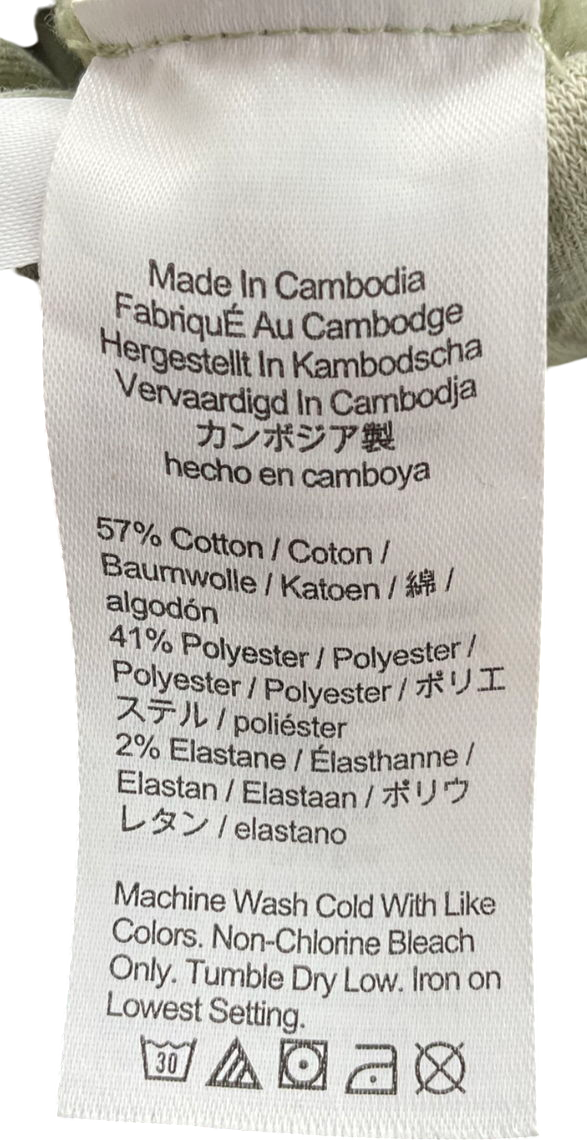 Made In Cambodia
FabriquÉ Au Cambodge
Hergestellt In Kambodscha
Vervaardigd In Cambodja
カンボジア製
hecho en camboya
57% Cotton / Coton /
Baumwolle / Katoen / 綿 /
algodón
41% Polyester / Polyester /
Polyester / Polyester / ポリエ
ステル / poliéster
2% Elastane / Élasthanne /
Elastan / Elastaan / ポリウ
レタン / elastano
Machine Wash Cold With Like
Colors. Non-Chlorine Bleach
Only. Tumble Dry Low. Iron on
Lowest Setting.
30